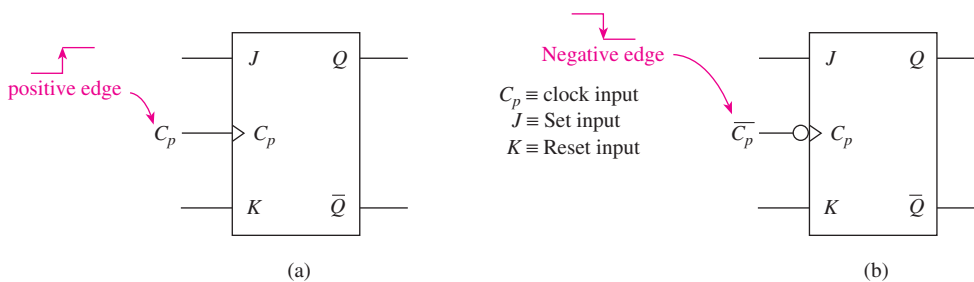 positive edge
C_p
J
Q
C_p
K
Q̅
(a)
Negative edge
C_p ≡ clock input
J ≡ Set input
K ≡ Reset input
C̅_p̅
J
Q
C_p
K
Q̅
(b)